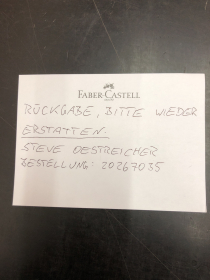 FABER-CASTELL
RÜCKGABE, BITTE WIEDER
ERSTATTEN
STEVE OESTREICHER
BESTELLUNG: 20267035